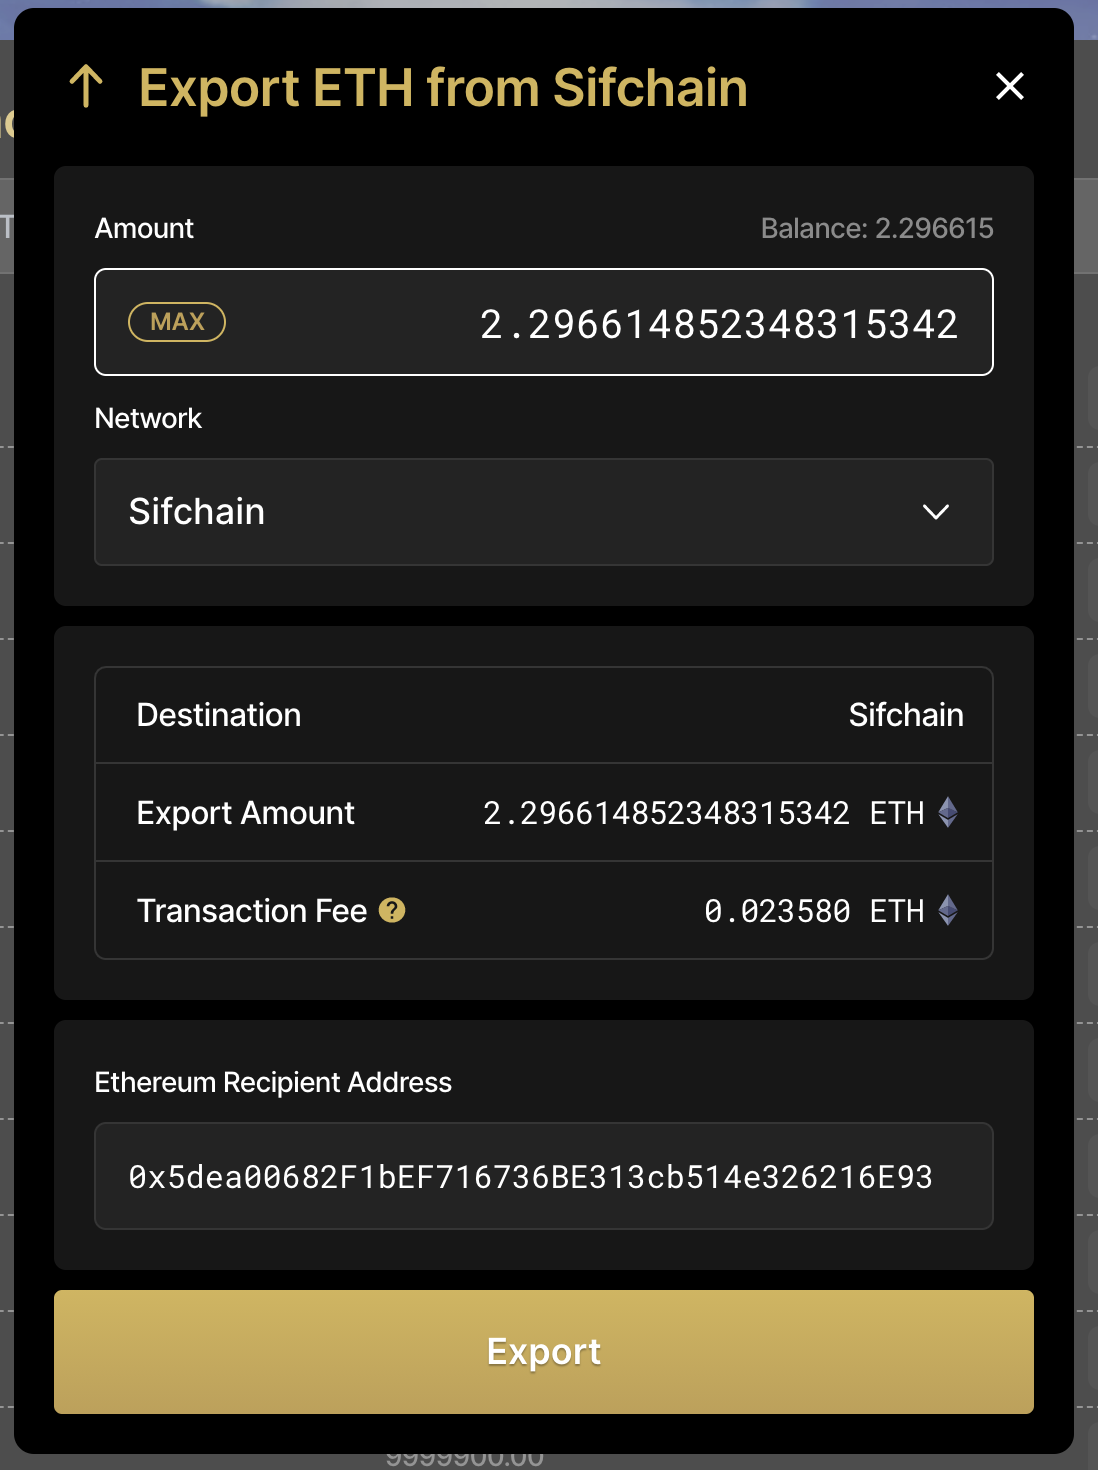 Export ETH from Sifchain
Amount
Balance: 2.296615
MAX
2.296614852348315342
Network
Sifchain
Destination
Sifchain
Export Amount
2.296614852348315342 ETH
Transaction Fee ?
0.023580 ETH
Ethereum Recipient Address
0x5dea00682F1bEF716736BE313cb514e326216E93
Export
9999900.00